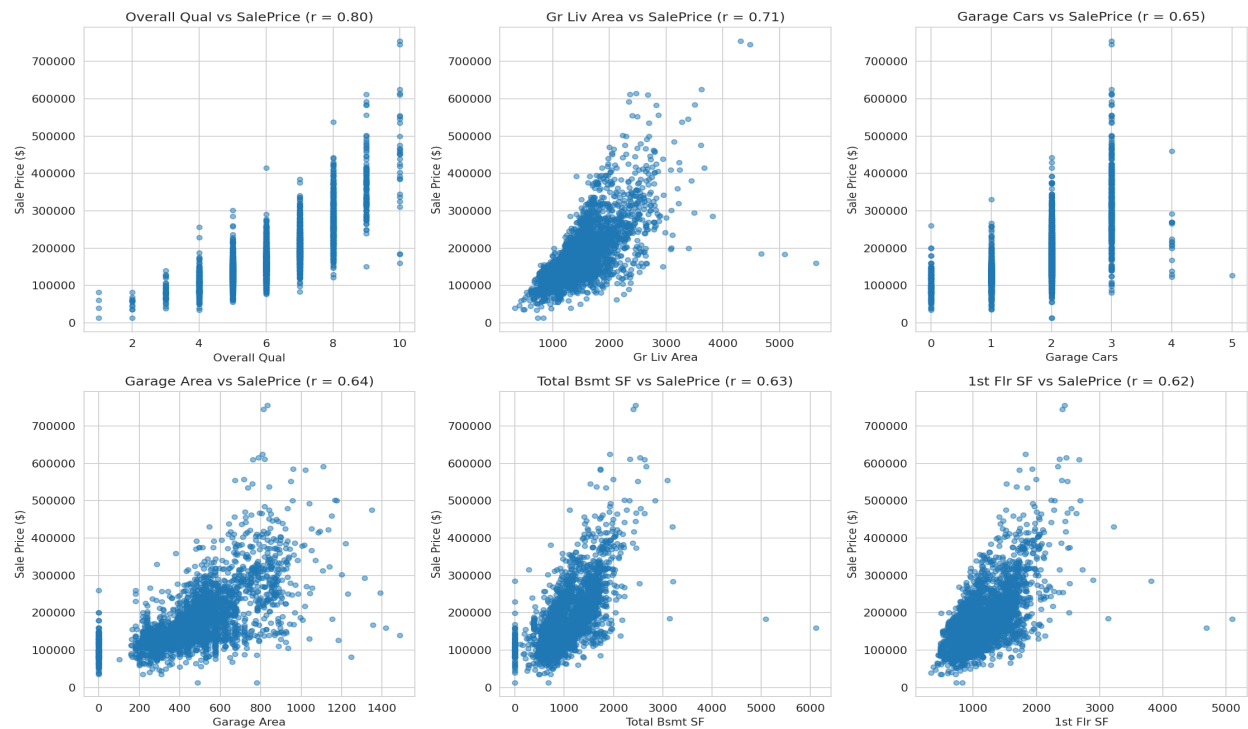 Overall Qual vs SalePrice (r = 0.80)
Sale Price ($)
700000
600000
500000
400000
300000
200000
100000
0
2 4 6 8 10
Overall Qual
Gr Liv Area vs SalePrice (r = 0.71)
Sale Price ($)
700000
600000
500000
400000
300000
200000
100000
0
1000 2000 3000 4000 5000
Gr Liv Area
Garage Cars vs SalePrice (r = 0.65)
Sale Price ($)
700000
600000
500000
400000
300000
200000
100000
0
0 1 2 3 4 5
Garage Cars
Garage Area vs SalePrice (r = 0.64)
Sale Price ($)
700000
600000
500000
400000
300000
200000
100000
0
0 200 400 600 800 1000 1200 1400
Garage Area
Total Bsmt SF vs SalePrice (r = 0.63)
Sale Price ($)
700000
600000
500000
400000
300000
200000
100000
0
0 1000 2000 3000 4000 5000 6000
Total Bsmt SF
1st Flr SF vs SalePrice (r = 0.62)
Sale Price ($)
700000
600000
500000
400000
300000
200000
100000
0
1000 2000 3000 4000 5000
1st Flr SF